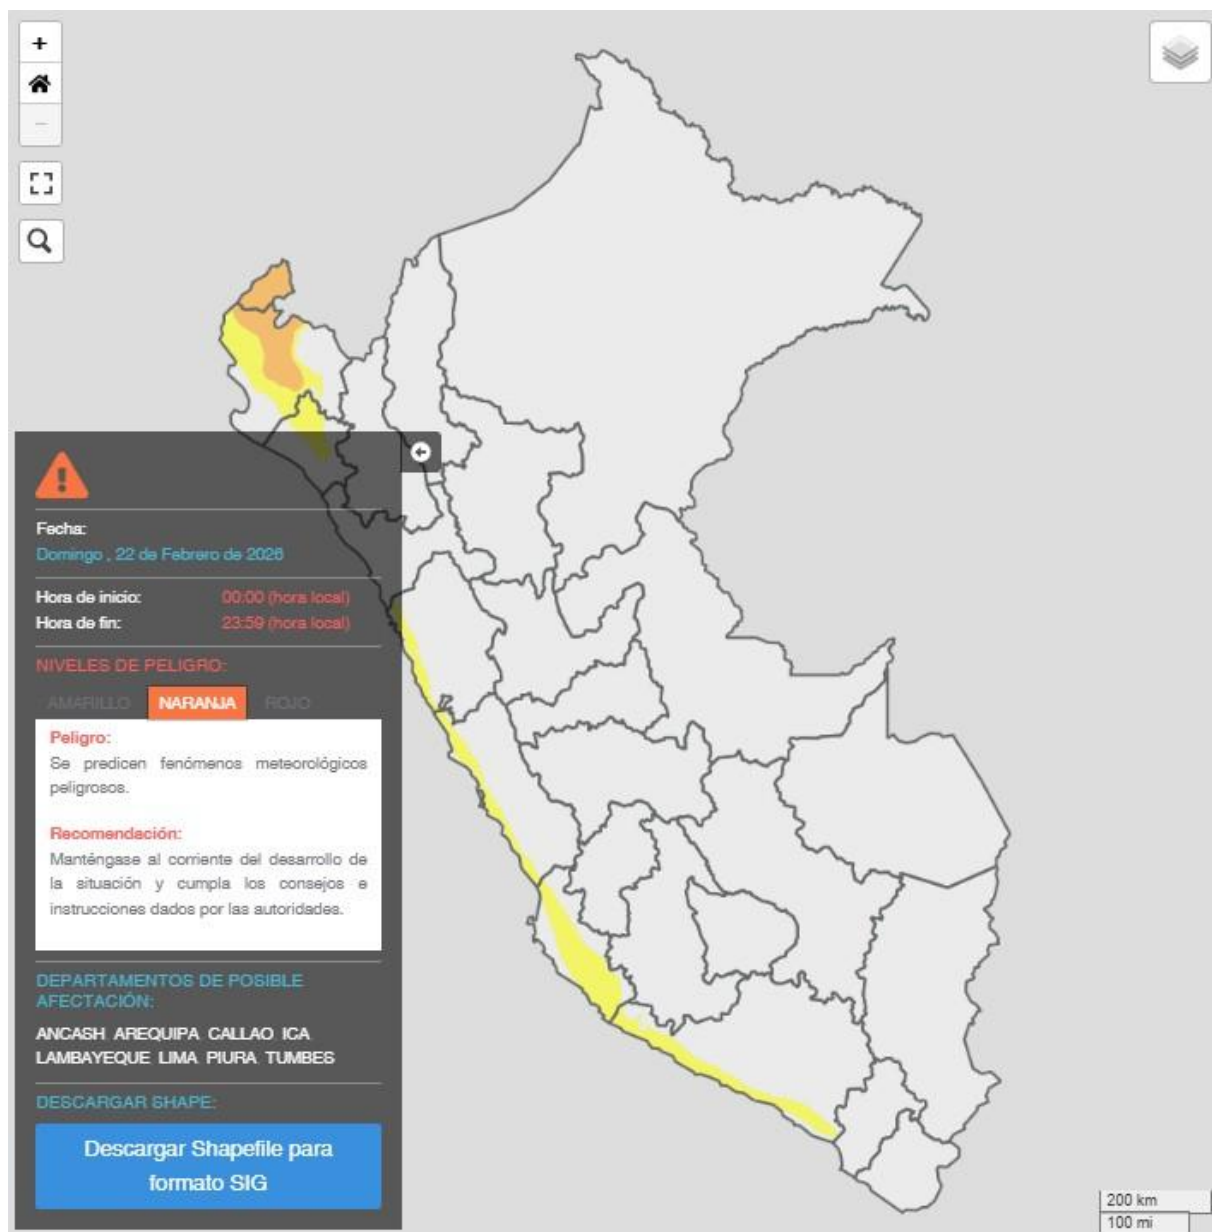 +
−
Fecha:
Domingo , 22 de Febrero de 2026
Hora de inicio: 00:00 (hora local)
Hora de fin: 23:59 (hora local)
NIVELES DE PELIGRO:
AMARILLO NARANJA ROJO
Peligro:
Se predicen fenómenos meteorológicos
peligrosos.
Recomendación:
Manténgase al corriente del desarrollo de
la situación y cumpla los consejos e
instrucciones dados por las autoridades.
DEPARTAMENTOS DE POSIBLE
AFECTACIÓN:
ANCASH AREQUIPA CALLAO ICA
LAMBAYEQUE LIMA PIURA TUMBES
DESCARGAR SHAPE:
Descargar Shapefile para
formato SIG
200 km
100 mi